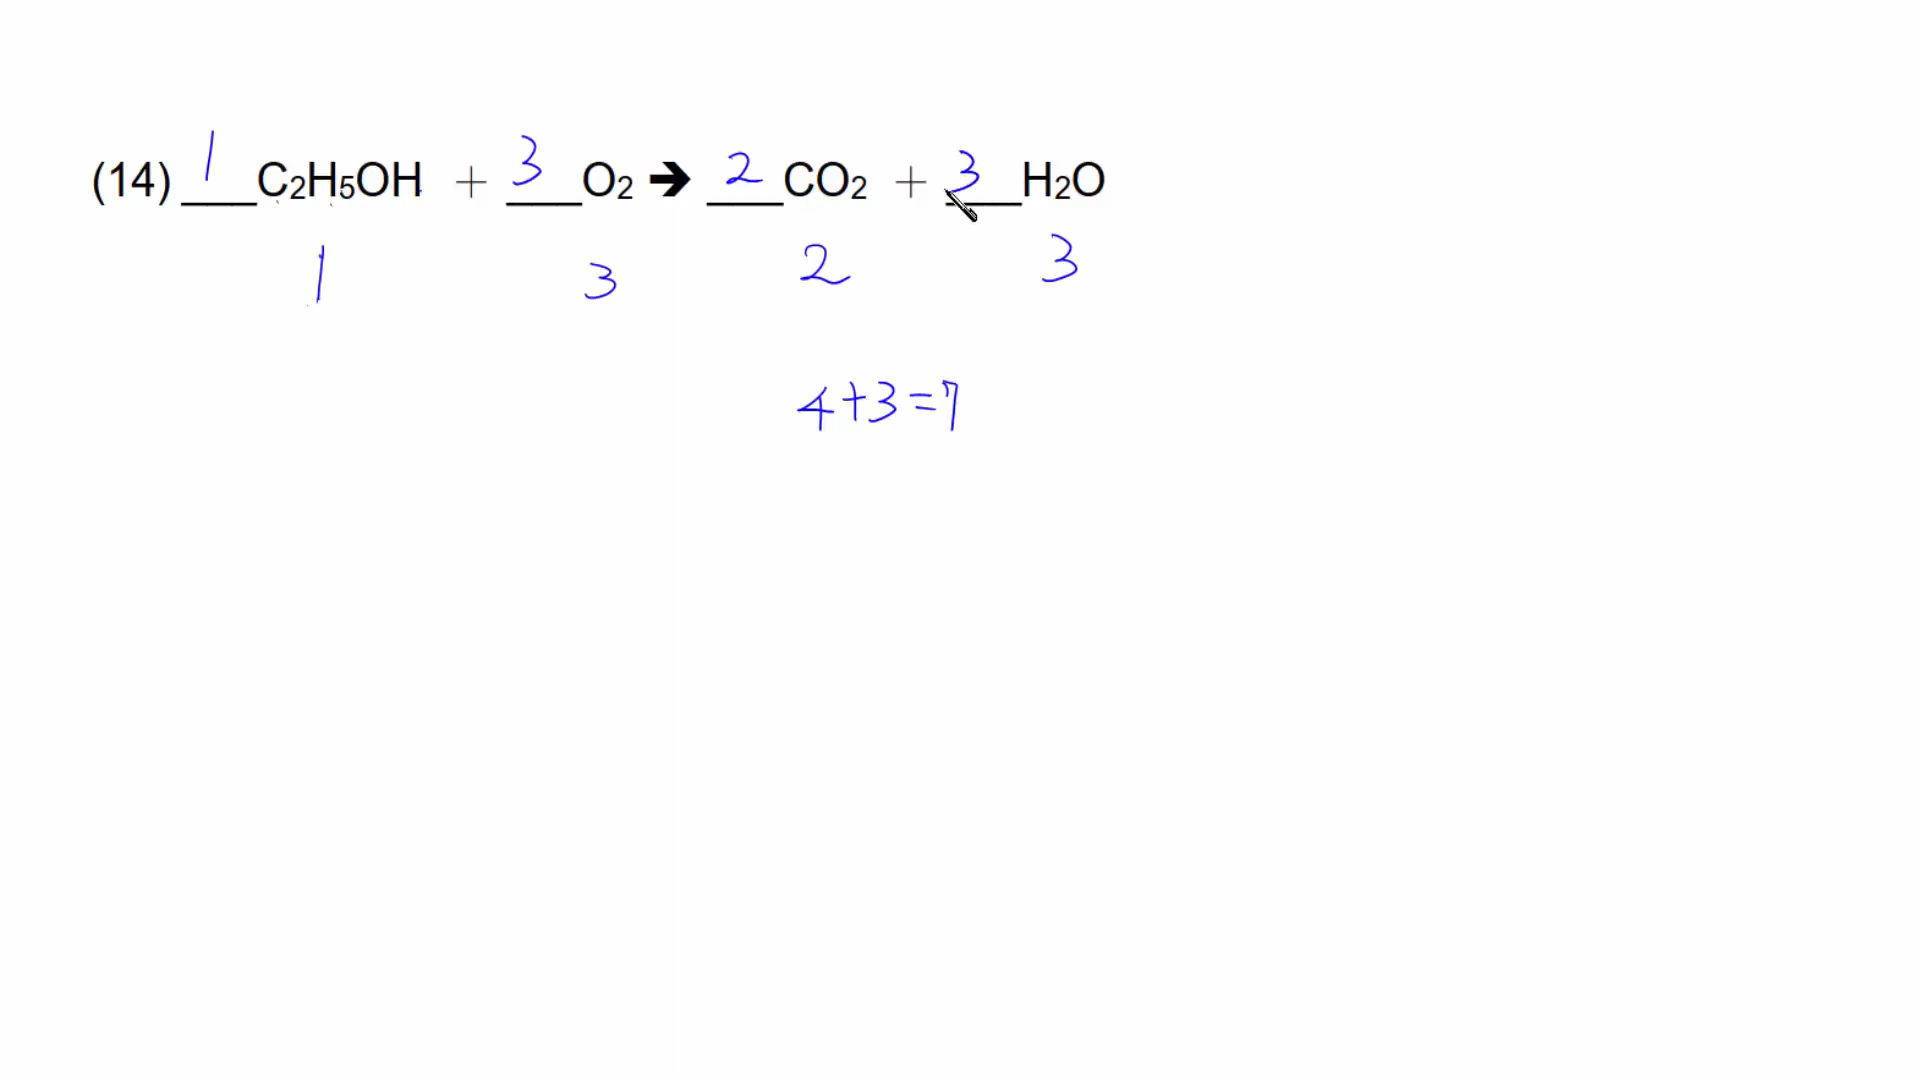 (14) 1 C2H5OH + 3 O2 ➔ 2 CO2 + 3 H2O
1 3 2 3
4+3=7